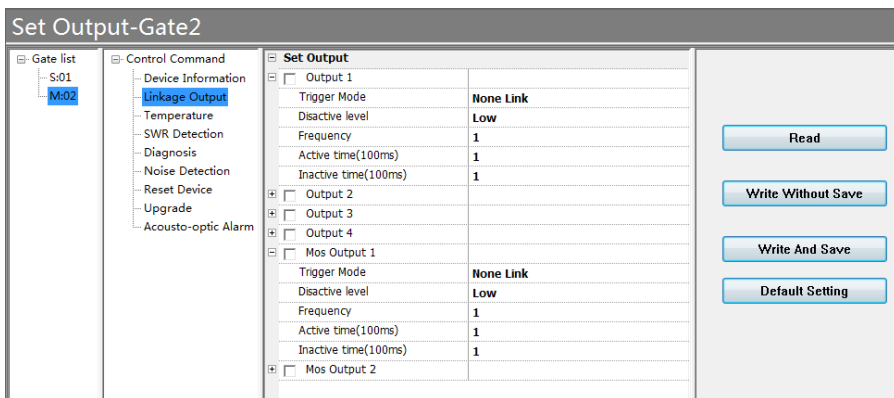 Set Output-Gate2
Gate list
S:01
M:02
Control Command
Device Information
Linkage Output
Temperature
SWR Detection
Diagnosis
Noise Detection
Reset Device
Upgrade
Acousto-optic Alarm
Set Output
Output 1
Trigger Mode None Link
Disactive level Low
Frequency 1
Active time(100ms) 1
Inactive time(100ms) 1
Output 2
Output 3
Output 4
Mos Output 1
Trigger Mode None Link
Disactive level Low
Frequency 1
Active time(100ms) 1
Inactive time(100ms) 1
Mos Output 2
Read
Write Without Save
Write And Save
Default Setting